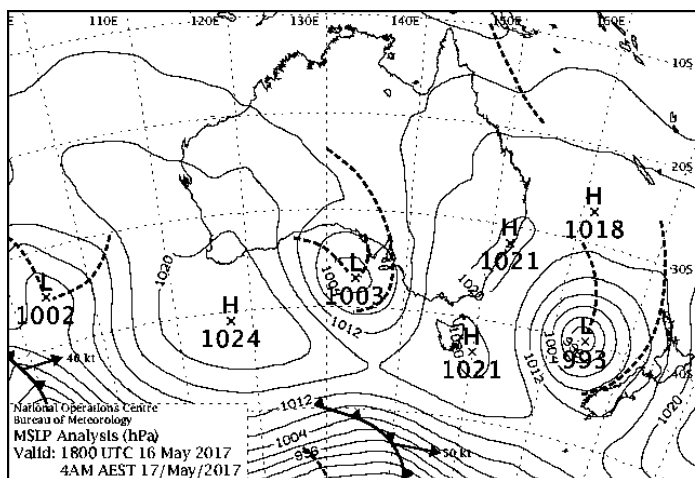 110E 120E 130E 140E 150E 160E
10S
20S
H
1018
H
1021
30S
1020
L
1002
H
1024
L
1003
1012
1020
H
1021
L
993
1004
1012
40S
1020
40 kt
1012
1004
996
50 kt
National Operations Centre
Bureau of Meteorology
MSLP Analysis (hPa)
Valid: 1800 UTC 16 May 2017
4AM AEST 17/May/2017